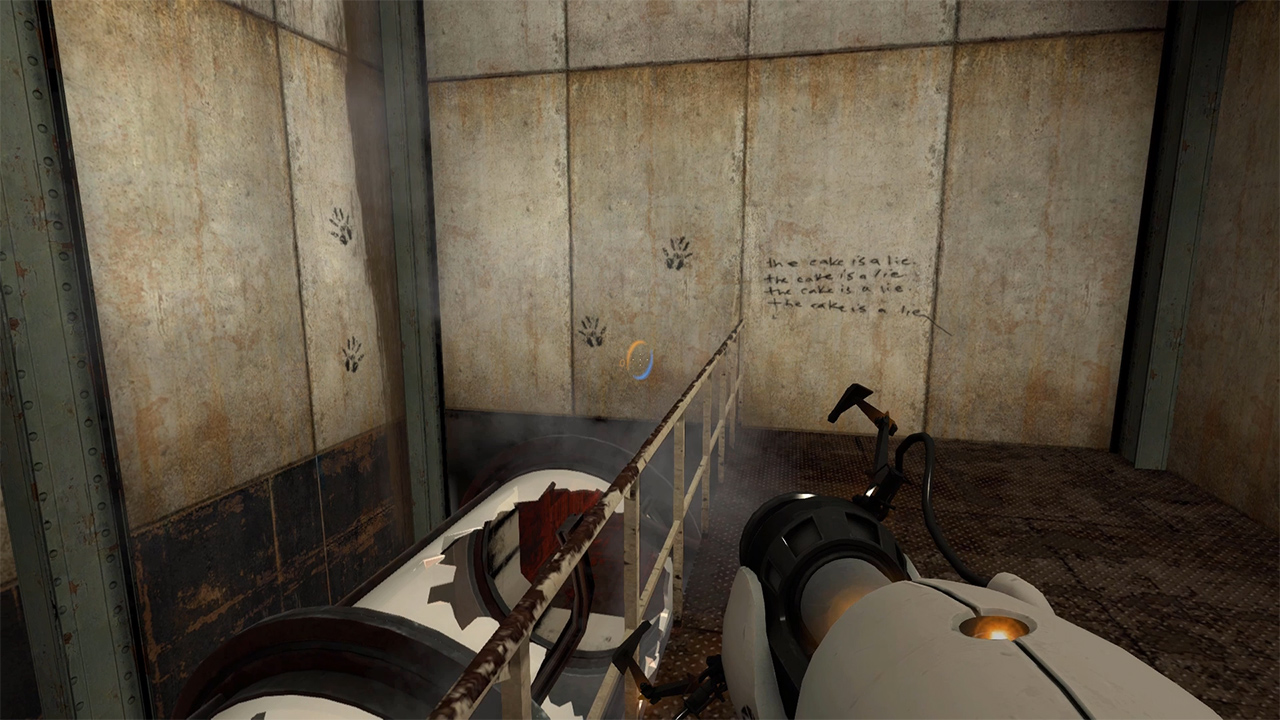 the cake is a lie.
the cake is a lie
the cake is a lie.
the cake is a lie